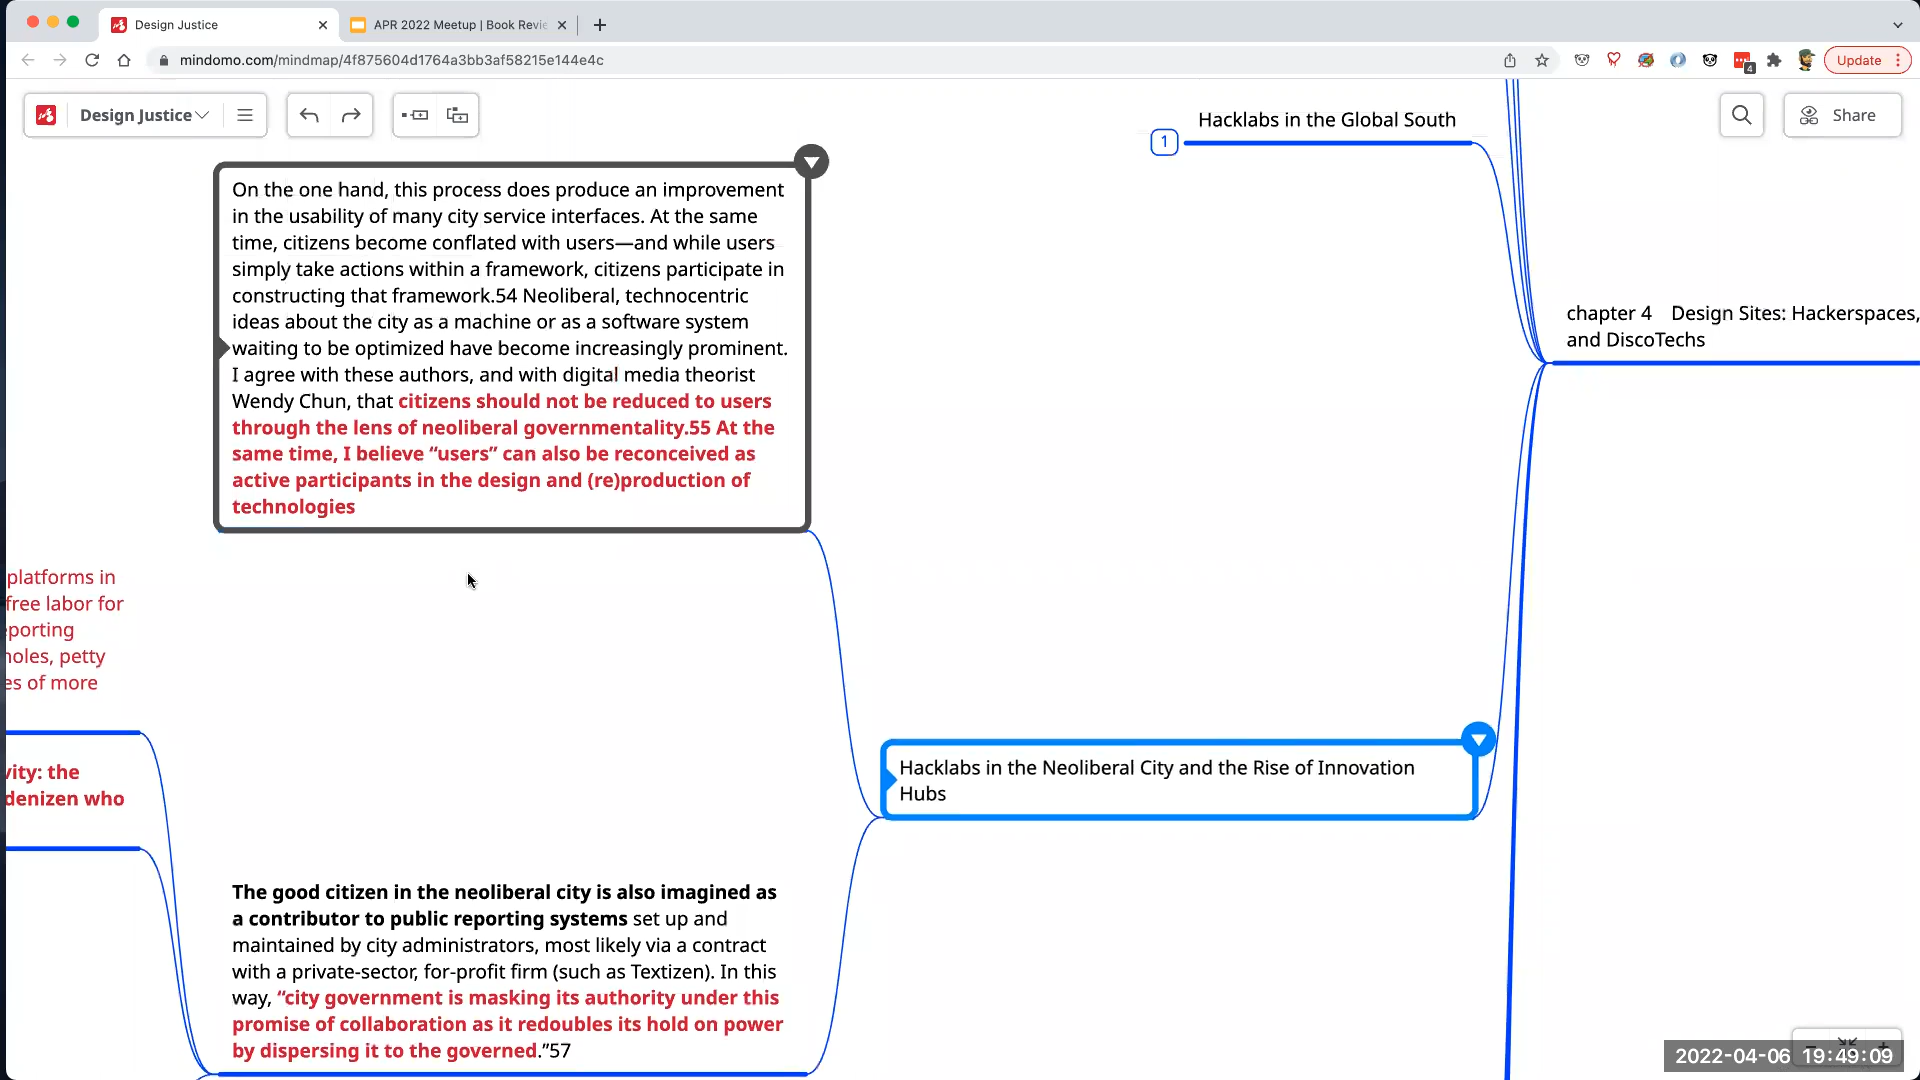 Design Justice
APR 2022 Meetup | Book Revie
mindomo.com/mindmap/4f875604d1764a3bb3af58215e144e4c
4
Update
Design Justice
Share
Hacklabs in the Global South
1
On the one hand, this process does produce an improvement
in the usability of many city service interfaces. At the same
time, citizens become conflated with users—and while users
simply take actions within a framework, citizens participate in
constructing that framework.54 Neoliberal, technocentric
ideas about the city as a machine or as a software system
waiting to be optimized have become increasingly prominent.
I agree with these authors, and with digital media theorist
Wendy Chun, that citizens should not be reduced to users
through the lens of neoliberal governmentality.55 At the
same time, I believe “users” can also be reconceived as
active participants in the design and (re)production of
technologies
chapter 4 Design Sites: Hackerspaces,
and DiscoTechs
platforms in
free labor for
porting
holes, petty
es of more
vity: the
denizen who
Hacklabs in the Neoliberal City and the Rise of Innovation
Hubs
The good citizen in the neoliberal city is also imagined as
a contributor to public reporting systems set up and
maintained by city administrators, most likely via a contract
with a private-sector, for-profit firm (such as Textizen). In this
way, “city government is masking its authority under this
promise of collaboration as it redoubles its hold on power
by dispersing it to the governed.”57
2022-04-06 19:49:09